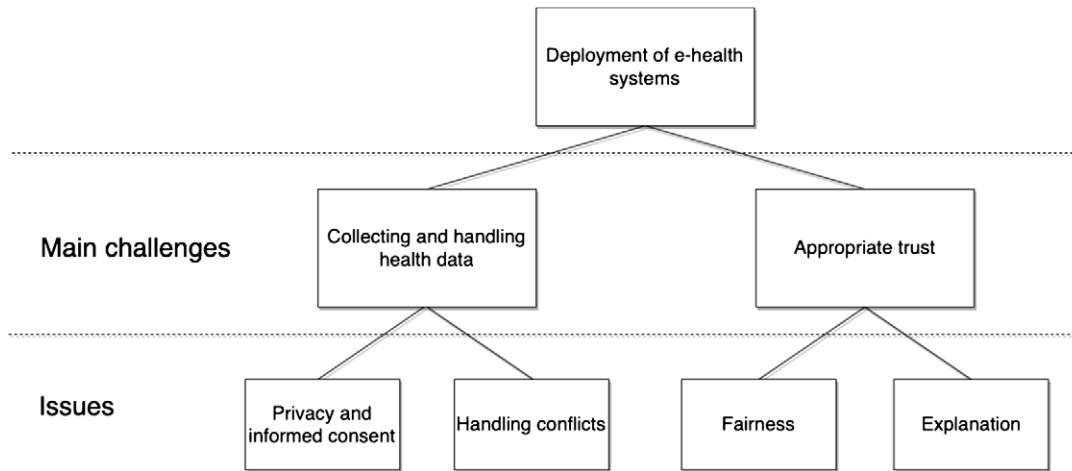 Deployment of e-health
systems
Main challenges
Collecting and handling
health data
Appropriate trust
Issues
Privacy and
informed consent
Handling conflicts
Fairness
Explanation